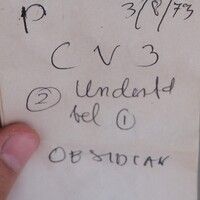 P 3/8/73
C V 3
② Underld
bel ①
OBSIDIAN